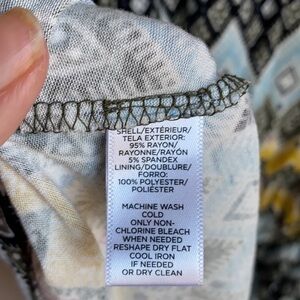 SHELL/EXTÉRIEUR/
TELA EXTERIOR:
95% RAYON/
RAYONNE/RAYÓN
5% SPANDEX
LINING/DOUBLURE/
FORRO:
100% POLYESTER/
POLIÉSTER
MACHINE WASH
COLD
ONLY NON-
CHLORINE BLEACH
WHEN NEEDED
RESHAPE DRY FLAT
COOL IRON
IF NEEDED
OR DRY CLEAN